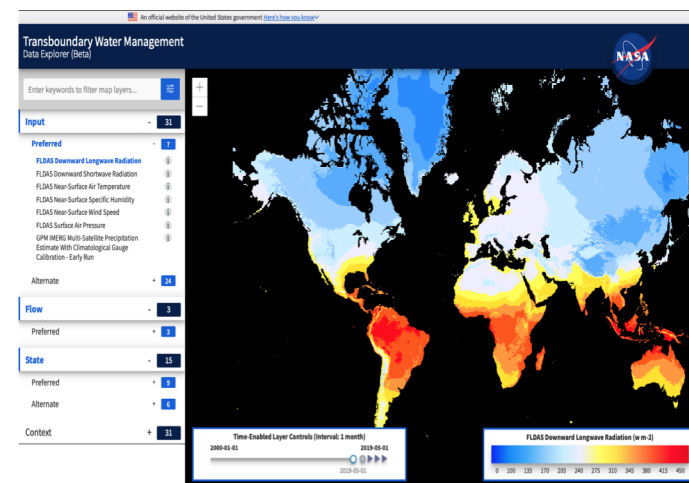 An official website of the United States government Here's how you know
Transboundary Water Management
Data Explorer (Beta)
NASA
Enter keywords to filter map layers...
Input - 31
Preferred - 7
FLDAS Downward Longwave Radiation i
FLDAS Downward Shortwave Radiation i
FLDAS Near-Surface Air Temperature i
FLDAS Near-Surface Specific Humidity i
FLDAS Near-Surface Wind Speed i
FLDAS Surface Air Pressure i
GPM IMERG Multi-Satellite Precipitation i
Estimate With Climatological Gauge
Calibration - Early Run
Alternate + 24
Flow - 3
Preferred + 3
State - 15
Preferred + 9
Alternate + 6
Context + 31
+
−
Time-Enabled Layer Controls (Interval: 1 month)
2000-01-01 2019-05-01
2019-05-01
FLDAS Downward Longwave Radiation (w m-2)
0 100 135 170 205 240 275 310 345 380 415 450